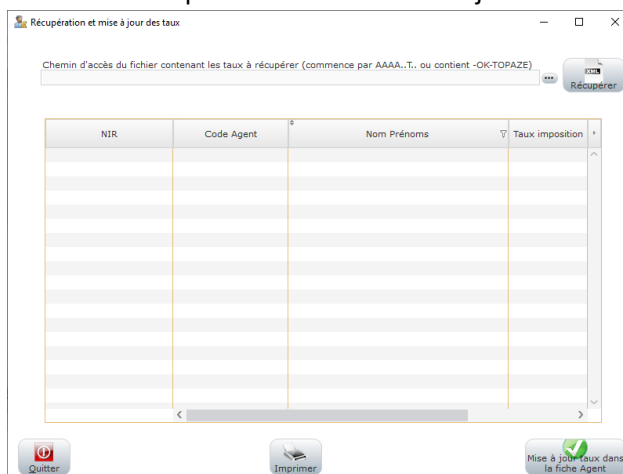 Récupération et mise à jour des taux
Chemin d'accès du fichier contenant les taux à récupérer (commence par AAAA..T.. ou contient -OK-TOPAZE)
XML
Récupérer
NIR Code Agent Nom Prénoms Taux imposition
Quitter
Imprimer
Mise à jour taux dans
la fiche Agent